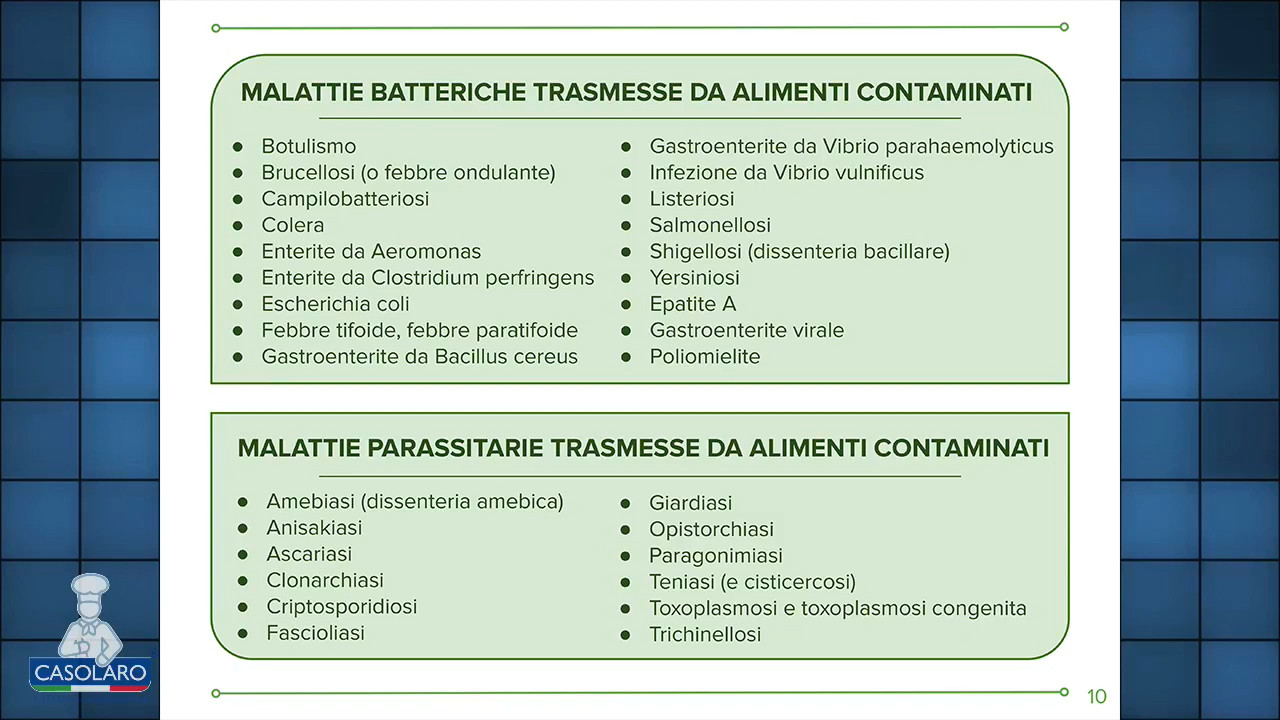 MALATTIE BATTERICHE TRASMESSE DA ALIMENTI CONTAMINATI
Botulismo
Brucellosi (o febbre ondulante)
Campilobatteriosi
Colera
Enterite da Aeromonas
Enterite da Clostridium perfringens
Escherichia coli
Febbre tifoide, febbre paratifoide
Gastroenterite da Bacillus cereus
Gastroenterite da Vibrio parahaemolyticus
Infezione da Vibrio vulnificus
Listeriosi
Salmonellosi
Shigellosi (dissenteria bacillare)
Yersiniosi
Epatite A
Gastroenterite virale
Poliomielite
MALATTIE PARASSITARIE TRASMESSE DA ALIMENTI CONTAMINATI
Amebiasi (dissenteria amebica)
Anisakiasi
Ascariasi
Clonarchiasi
Criptosporidiosi
Fascioliasi
Giardiasi
Opistorchiasi
Paragonimiasi
Teniasi (e cisticercosi)
Toxoplasmosi e toxoplasmosi congenita
Trichinellosi
CASOLARO
10